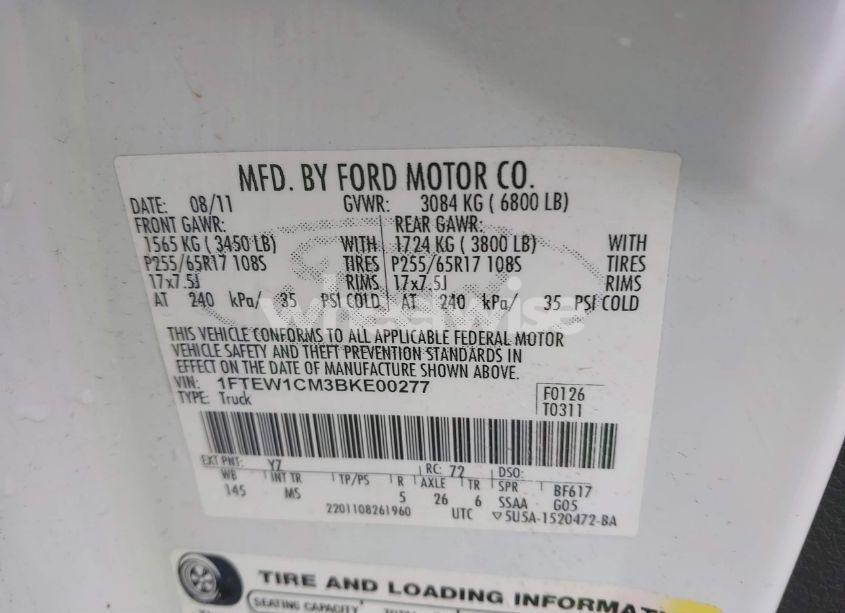 MFD. BY FORD MOTOR CO.
DATE: 08/11 GVWR: 3084 KG ( 6800 LB)
FRONT GAWR: REAR GAWR:
1565 KG ( 3450 LB) WITH 1724 KG ( 3800 LB) WITH
P255/65R17 108S TIRES P255/65R17 108S TIRES
17x7.5J RIMS 17x7.5J RIMS
AT 240 kPa/ 35 PSI COLD AT 240 kPa/ 35 PSI COLD
wheelwise
THIS VEHICLE CONFORMS TO ALL APPLICABLE FEDERAL MOTOR
VEHICLE SAFETY AND THEFT PREVENTION STANDARDS IN
EFFECT ON THE DATE OF MANUFACTURE SHOWN ABOVE.
VIN: 1FTEW1CM3BKE00277 F0126
TYPE: Truck T0311
EXT PNT: YZ RC: 72 DSO:
WB INT TR TP/PS R AXLE TR SPR BF617
145 MS 5 26 6 SSAA G05
2201108261960 UTC ▽5U5A-1520472-BA
TIRE AND LOADING INFORMAT
SEATING CAPACITY